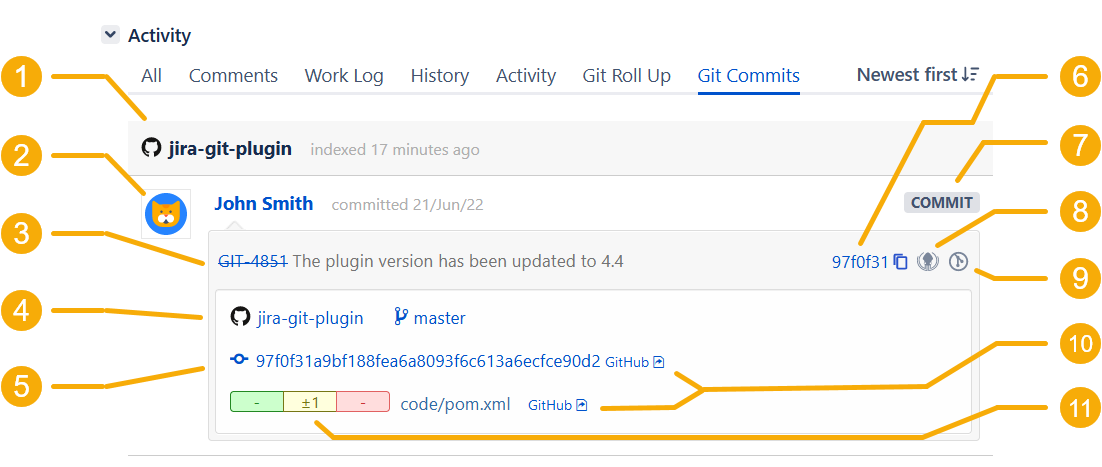 Activity
All Comments Work Log History Activity Git Roll Up Git Commits Newest first
1
6
jira-git-plugin indexed 17 minutes ago
2
7
John Smith committed 21/Jun/22 COMMIT
3
8
GIT-4851 The plugin version has been updated to 4.4 97f0f31
9
4
jira-git-plugin master
10
5
97f0f31a9bf188fea6a8093f6c613a6ecfce90d2 GitHub
- ±1 - code/pom.xml GitHub
11